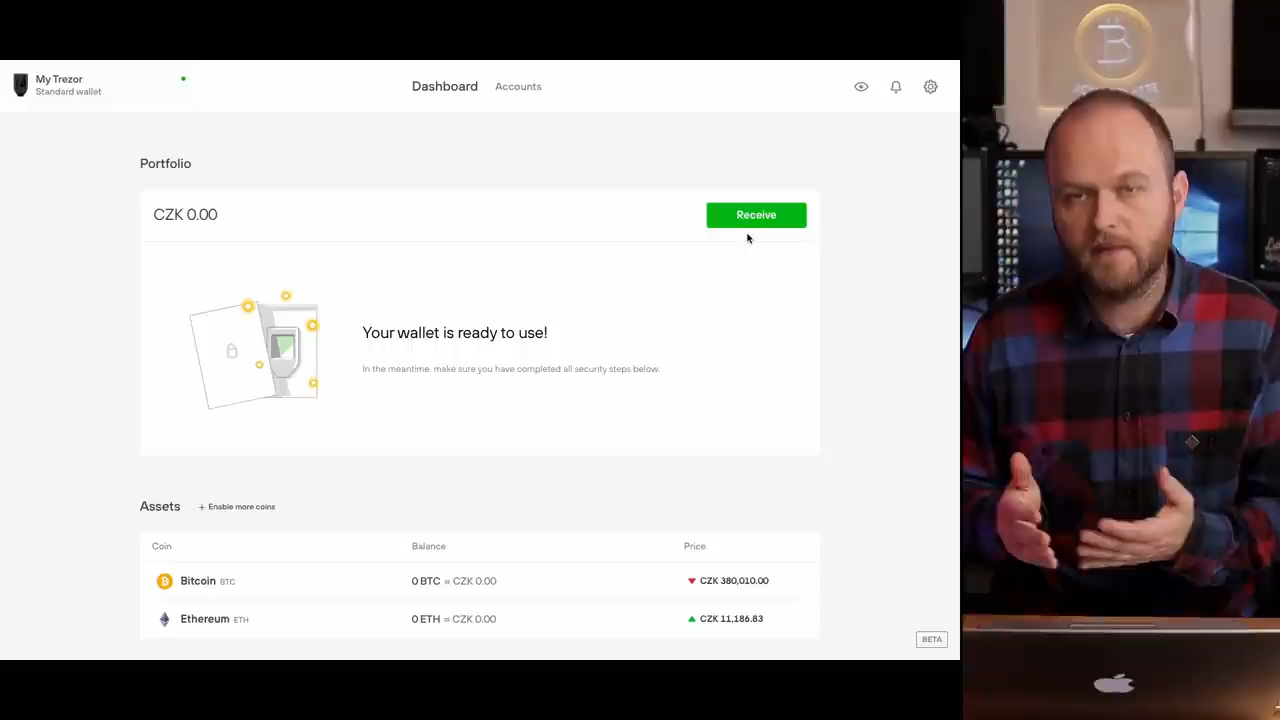 My Trezor
Standard wallet
Dashboard
Accounts
Portfolio
CZK 0.00
Receive
Your wallet is ready to use!
In the meantime, make sure you have completed all security steps below.
Assets
+ Enable more coins
Coin
Balance
Price
Bitcoin BTC
0 BTC ≈ CZK 0.00
CZK 380,010.00
Ethereum ETH
0 ETH ≈ CZK 0.00
CZK 11,186.83
BETA